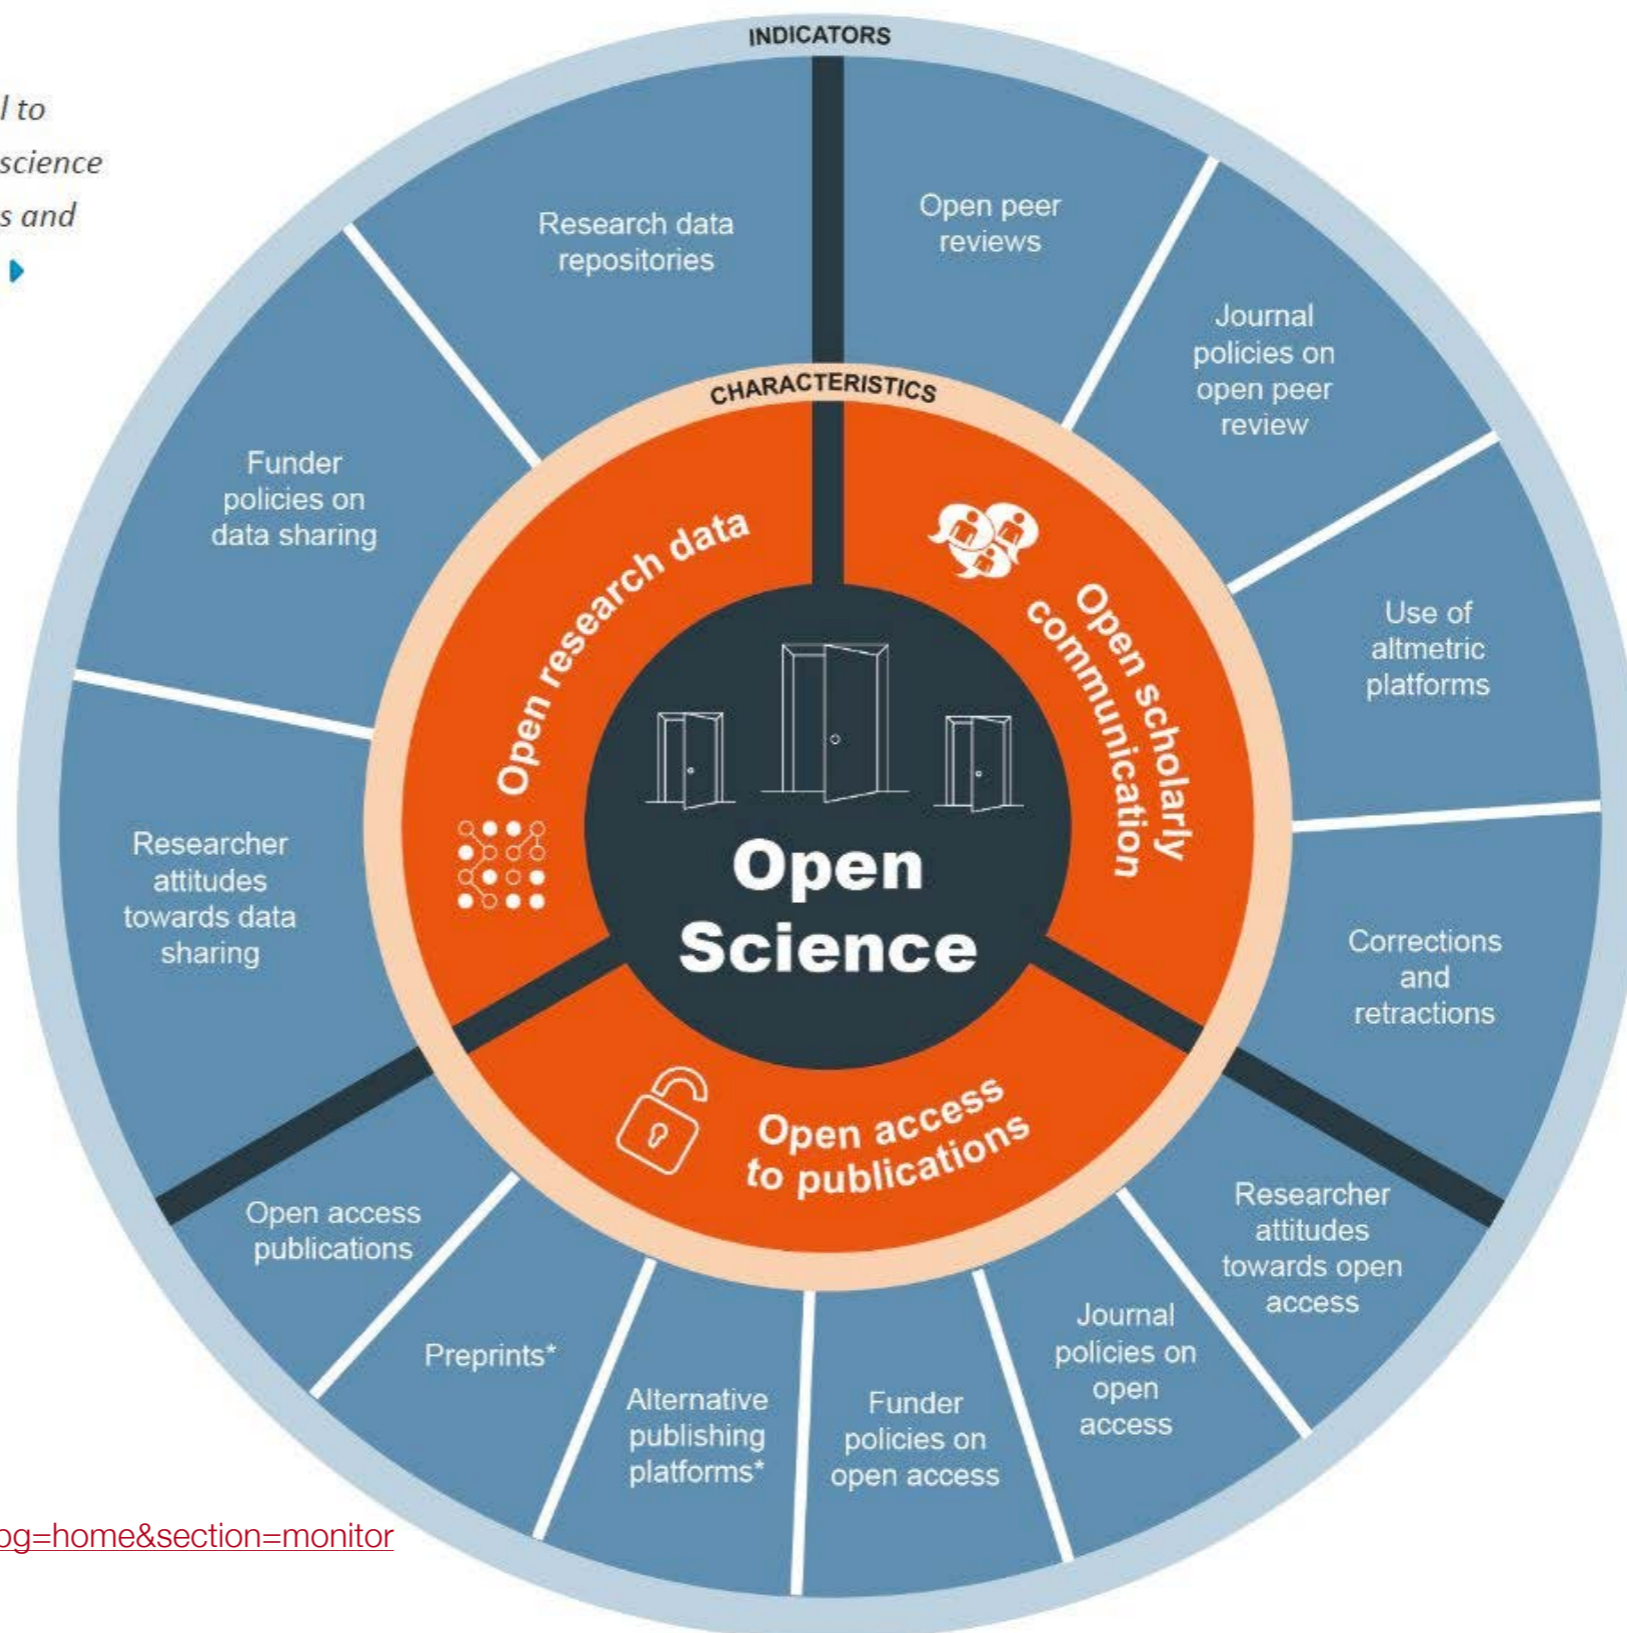 INDICATORS
l to
science
s and
Research data
repositories
Open peer
reviews
Journal
policies on
open peer
review
CHARACTERISTICS
Funder
policies on
data sharing
Open research data
Open scholarly
communication
Use of
altmetric
platforms
Researcher
attitudes
towards data
sharing
Open
Science
Corrections
and
retractions
Open access
to publications
Open access
publications
Researcher
attitudes
towards open
access
Preprints*
Alternative
publishing
platforms*
Funder
policies on
open access
Journal
policies on
open
access
og=home&section=monitor